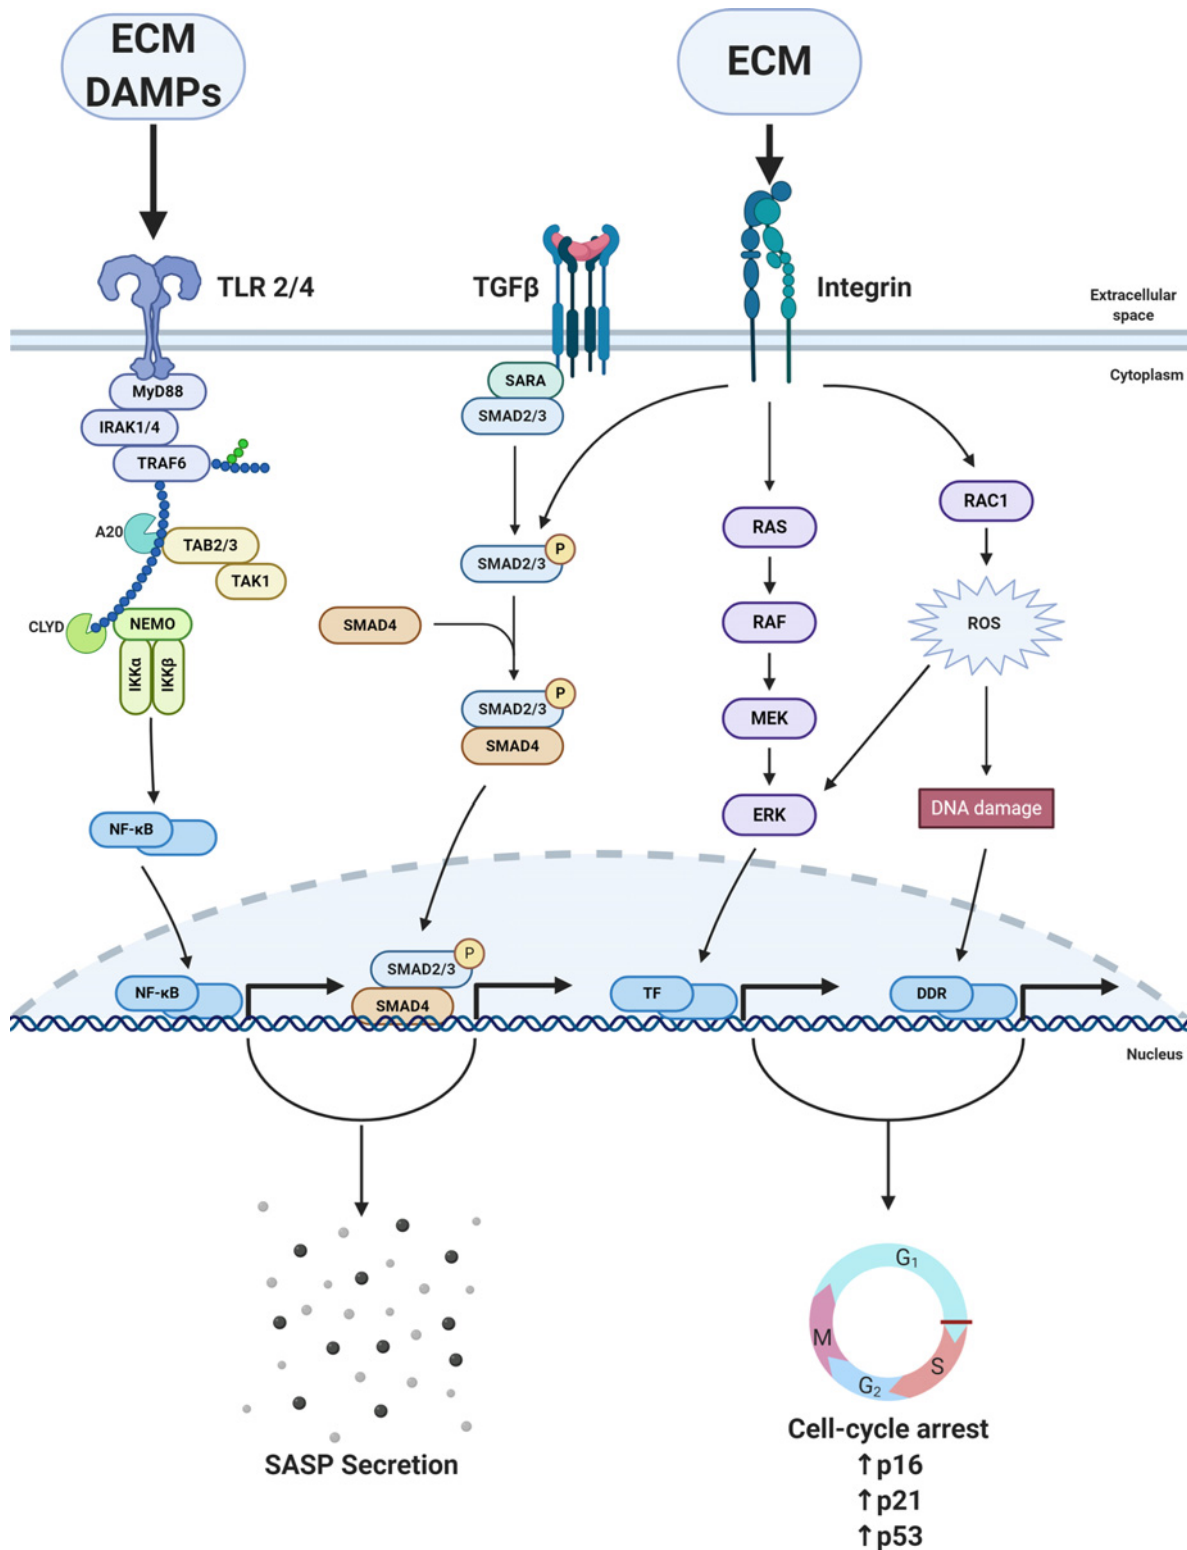 ECM
DAMPs
ECM
TLR 2/4
TGFβ
Integrin
Extracellular
space
Cytoplasm
MyD88
IRAK1/4
TRAF6
A20
TAB2/3
TAK1
CLYD
NEMO
IKKα
IKKβ
NF-κB
SARA
SMAD2/3
SMAD2/3
P
SMAD4
SMAD2/3
P
SMAD4
RAS
RAF
MEK
ERK
RAC1
ROS
DNA damage
NF-κB
SMAD2/3
P
SMAD4
TF
DDR
Nucleus
SASP Secretion
G₁
S
G₂
M
Cell-cycle arrest
↑p16
↑p21
↑p53